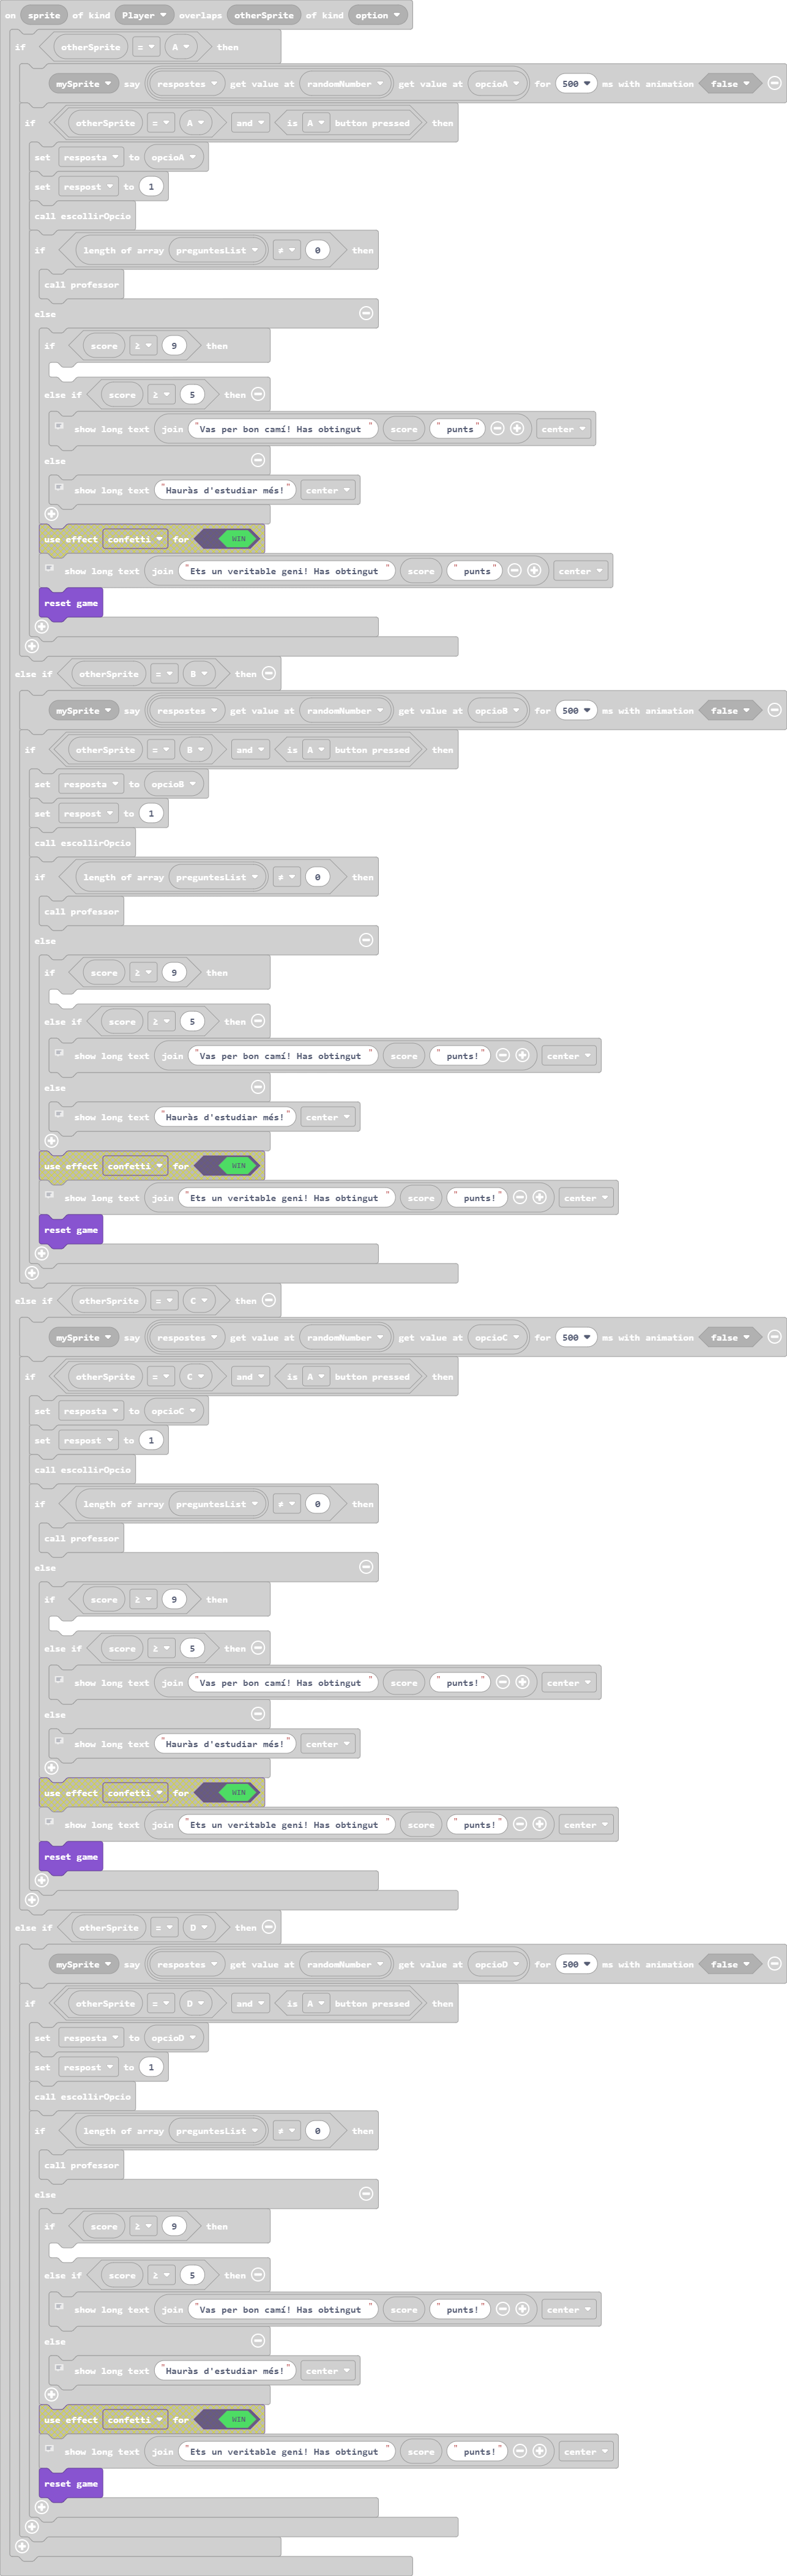 on sprite of kind Player overlaps otherSprite of kind option
if otherSprite = A then
mySprite say respostes get value at randomNumber get value at opcioA for 500 ms with animation false
if otherSprite = A and is A button pressed then
set resposta to opcioA
set respost to 1
call escollirOpcio
if length of array preguntesList ≠ 0 then
call professor
else
if score ≥ 9 then
else if score ≥ 5 then
show long text join "Vas per bon camí! Has obtingut " score " punts" center
else
show long text "Hauràs d'estudiar més!" center
use effect confetti for WIN
show long text join "Ets un veritable geni! Has obtingut " score " punts" center
reset game
else if otherSprite = B then
mySprite say respostes get value at randomNumber get value at opcioB for 500 ms with animation false
if otherSprite = B and is A button pressed then
set resposta to opcioB
set respost to 1
call escollirOpcio
if length of array preguntesList ≠ 0 then
call professor
else
if score ≥ 9 then
else if score ≥ 5 then
show long text join "Vas per bon camí! Has obtingut " score " punts!" center
else
show long text "Hauràs d'estudiar més!" center
use effect confetti for WIN
show long text join "Ets un veritable geni! Has obtingut " score " punts!" center
reset game
else if otherSprite = C then
mySprite say respostes get value at randomNumber get value at opcioC for 500 ms with animation false
if otherSprite = C and is A button pressed then
set resposta to opcioC
set respost to 1
call escollirOpcio
if length of array preguntesList ≠ 0 then
call professor
else
if score ≥ 9 then
else if score ≥ 5 then
show long text join "Vas per bon camí! Has obtingut " score " punts!" center
else
show long text "Hauràs d'estudiar més!" center
use effect confetti for WIN
show long text join "Ets un veritable geni! Has obtingut " score " punts!" center
reset game
else if otherSprite = D then
mySprite say respostes get value at randomNumber get value at opcioD for 500 ms with animation false
if otherSprite = D and is A button pressed then
set resposta to opcioD
set respost to 1
call escollirOpcio
if length of array preguntesList ≠ 0 then
call professor
else
if score ≥ 9 then
else if score ≥ 5 then
show long text join "Vas per bon camí! Has obtingut " score " punts!" center
else
show long text "Hauràs d'estudiar més!" center
use effect confetti for WIN
show long text join "Ets un veritable geni! Has obtingut " score " punts!" center
reset game